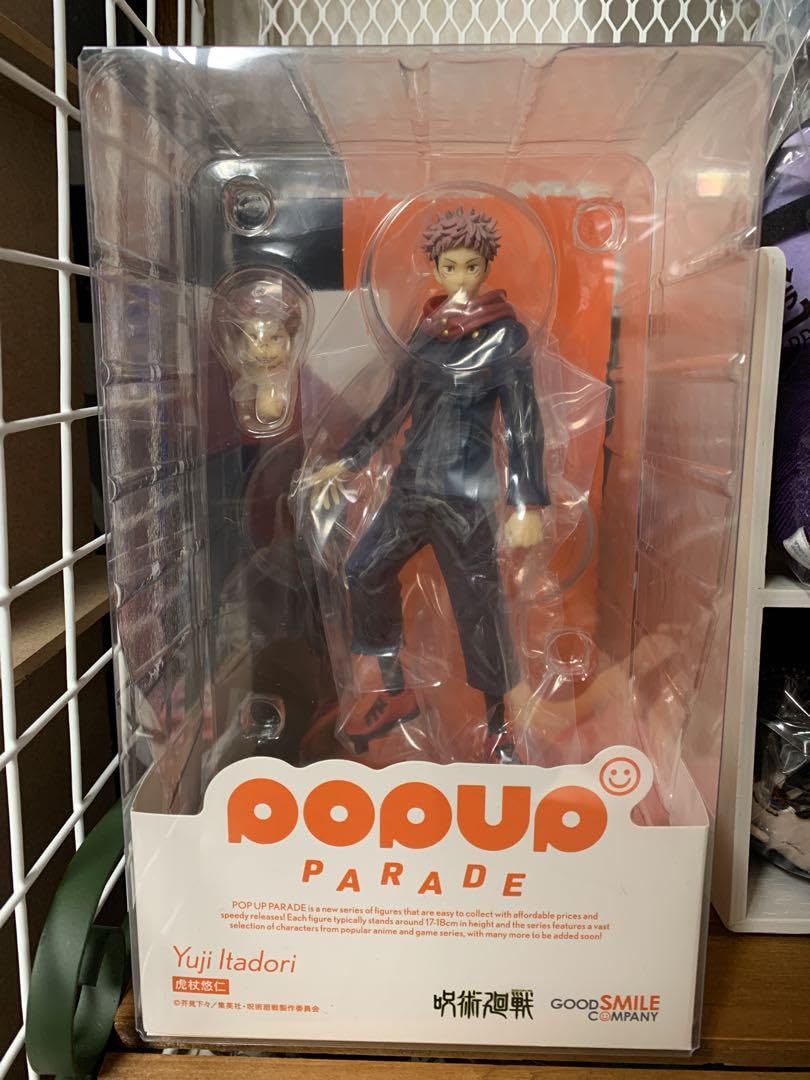 POPUP
PARADE
POP UP PARADE is a new series of figures that are easy to collect with affordable prices and
speedy releases! Each figure typically stands around 17-18cm in height and the series features a vast
selection of characters from popular anime and game series, with many more to be added soon!
Yuji Itadori
虎杖悠仁
©芥見下々／集英社・呪術廻戦製作委員会
呪術廻戦
GOOD SMILE
COMPANY